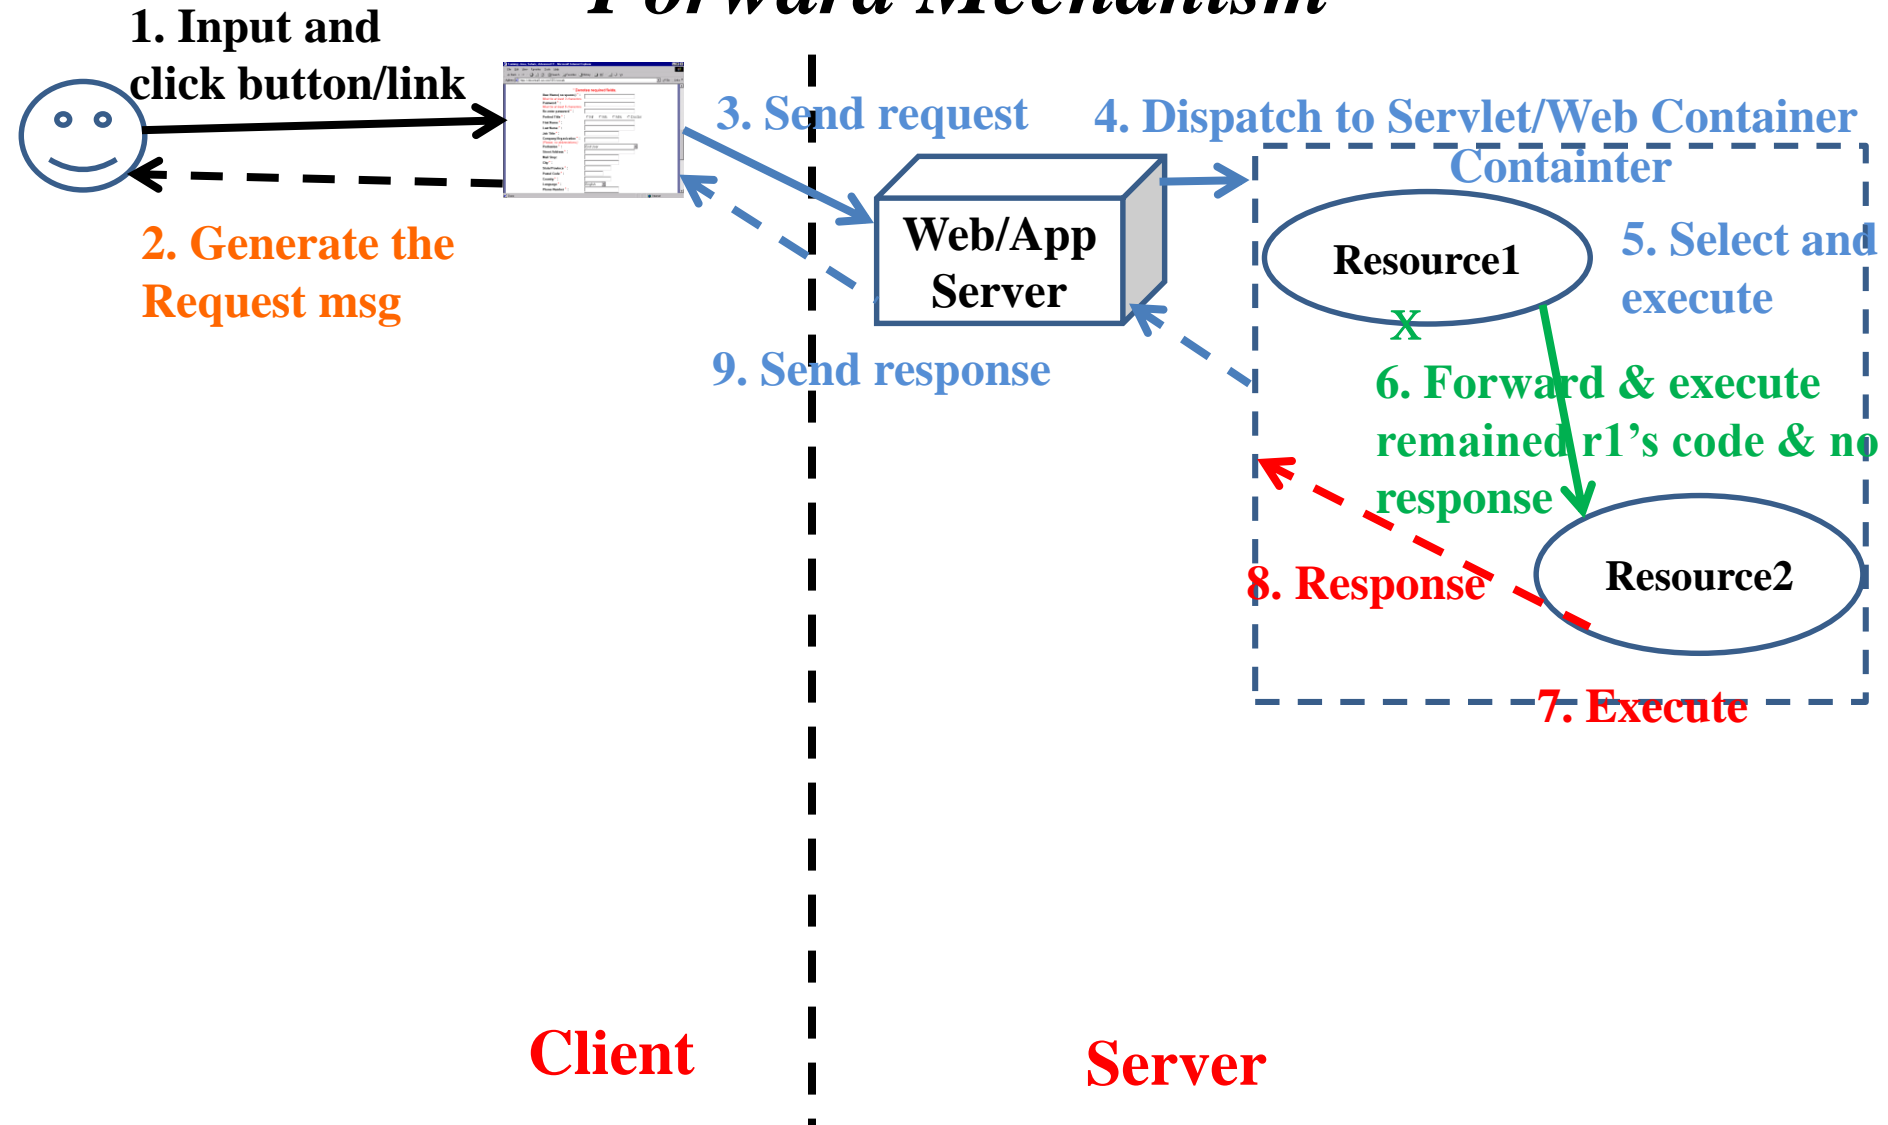 Forward Mechanism
1. Input and
click button/link
3. Send request
4. Dispatch to Servlet/Web Container
Containter
2. Generate the
Request msg
Web/App
Server
Resource1
5. Select and
execute
x
9. Send response
6. Forward & execute
remained r1’s code & no
response
8. Response
Resource2
7. Execute
Client
Server